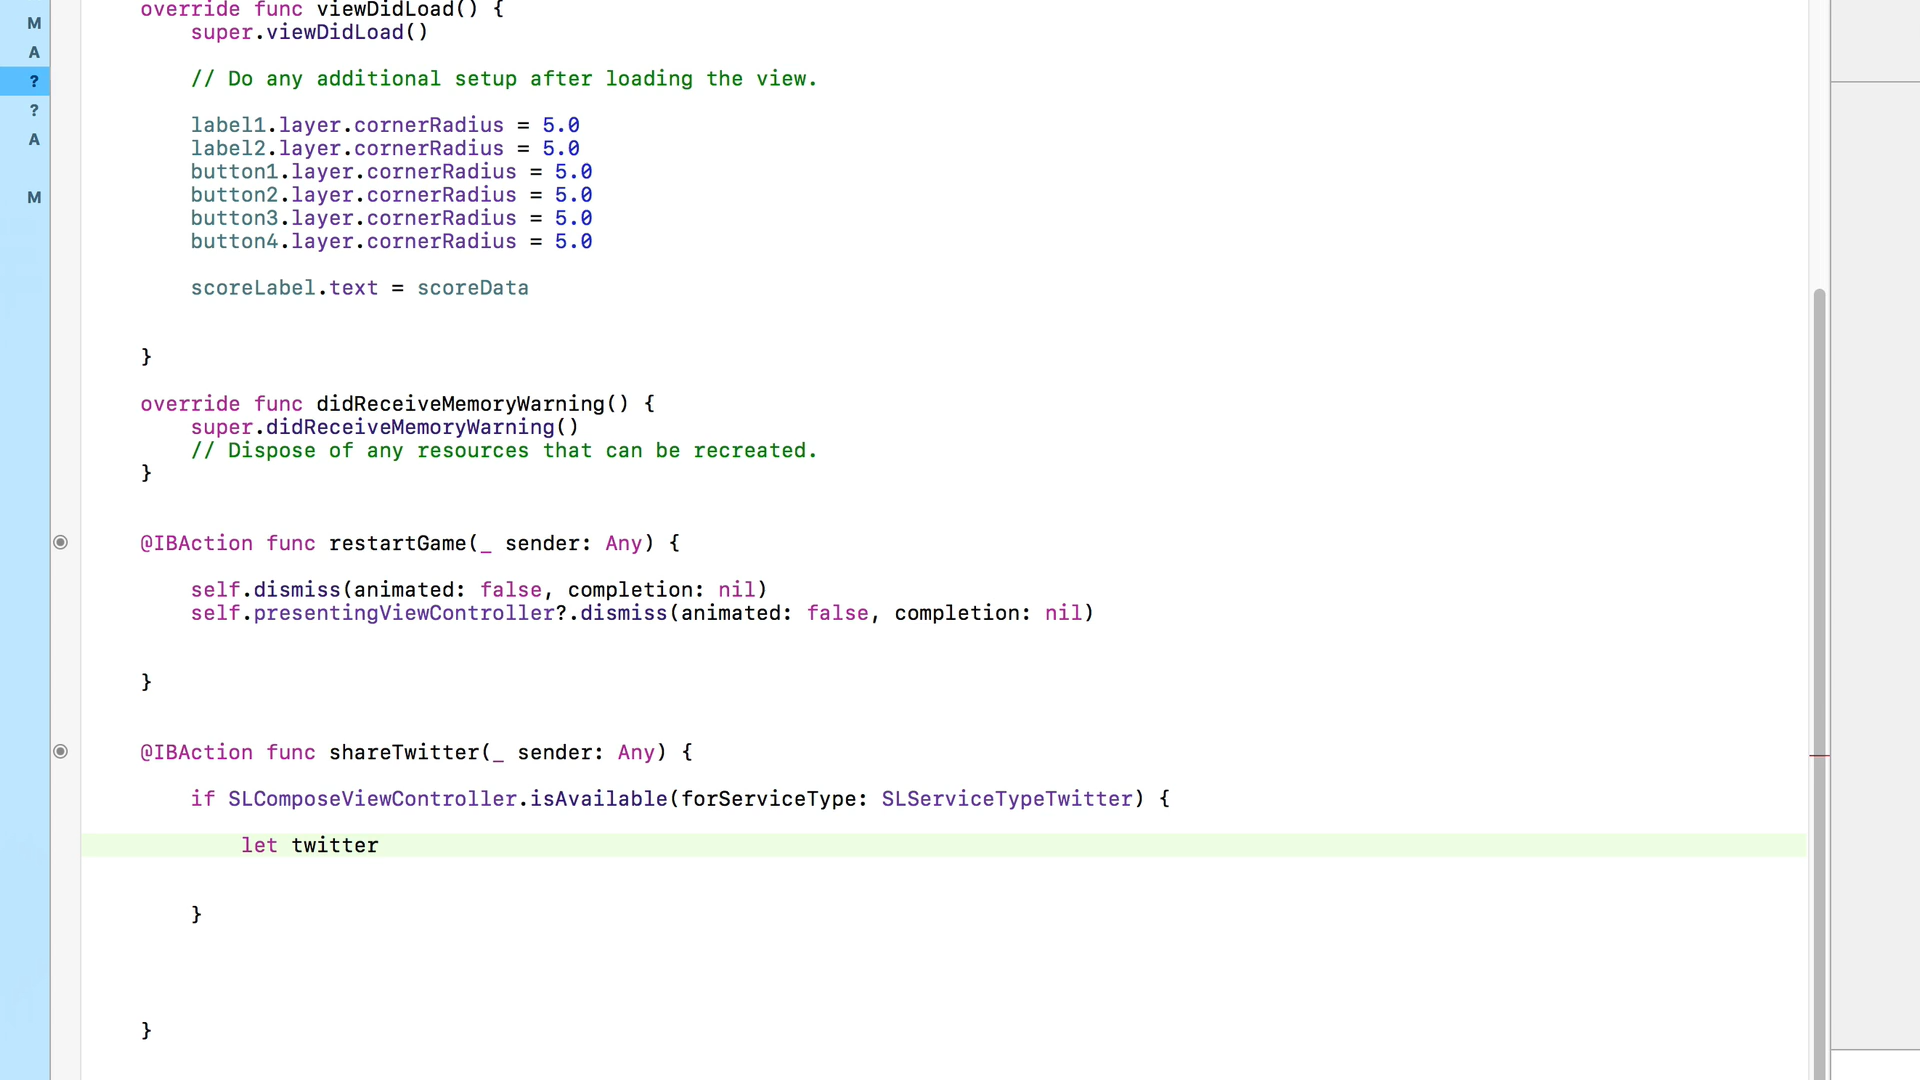 override func viewDidLoad() {
super.viewDidLoad()
// Do any additional setup after loading the view.
label1.layer.cornerRadius = 5.0
label2.layer.cornerRadius = 5.0
button1.layer.cornerRadius = 5.0
button2.layer.cornerRadius = 5.0
button3.layer.cornerRadius = 5.0
button4.layer.cornerRadius = 5.0
scoreLabel.text = scoreData
}
override func didReceiveMemoryWarning() {
super.didReceiveMemoryWarning()
// Dispose of any resources that can be recreated.
}
@IBAction func restartGame(_ sender: Any) {
self.dismiss(animated: false, completion: nil)
self.presentingViewController?.dismiss(animated: false, completion: nil)
}
@IBAction func shareTwitter(_ sender: Any) {
if SLComposeViewController.isAvailable(forServiceType: SLServiceTypeTwitter) {
let twitter
}
}
M
A
?
?
A
M